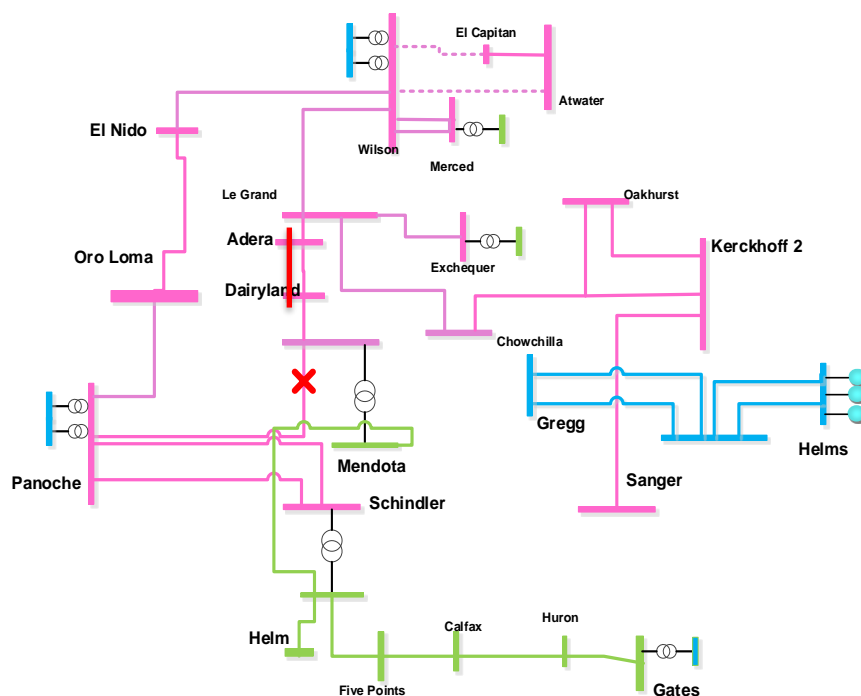 El Capitan
Atwater
El Nido
Wilson
Merced
Le Grand
Oakhurst
Adera
Kerckhoff 2
Oro Loma
Exchequer
Dairyland
Chowchilla
Gregg
Helms
Mendota
Panoche
Sanger
Schindler
Helm
Calfax
Huron
Five Points
Gates